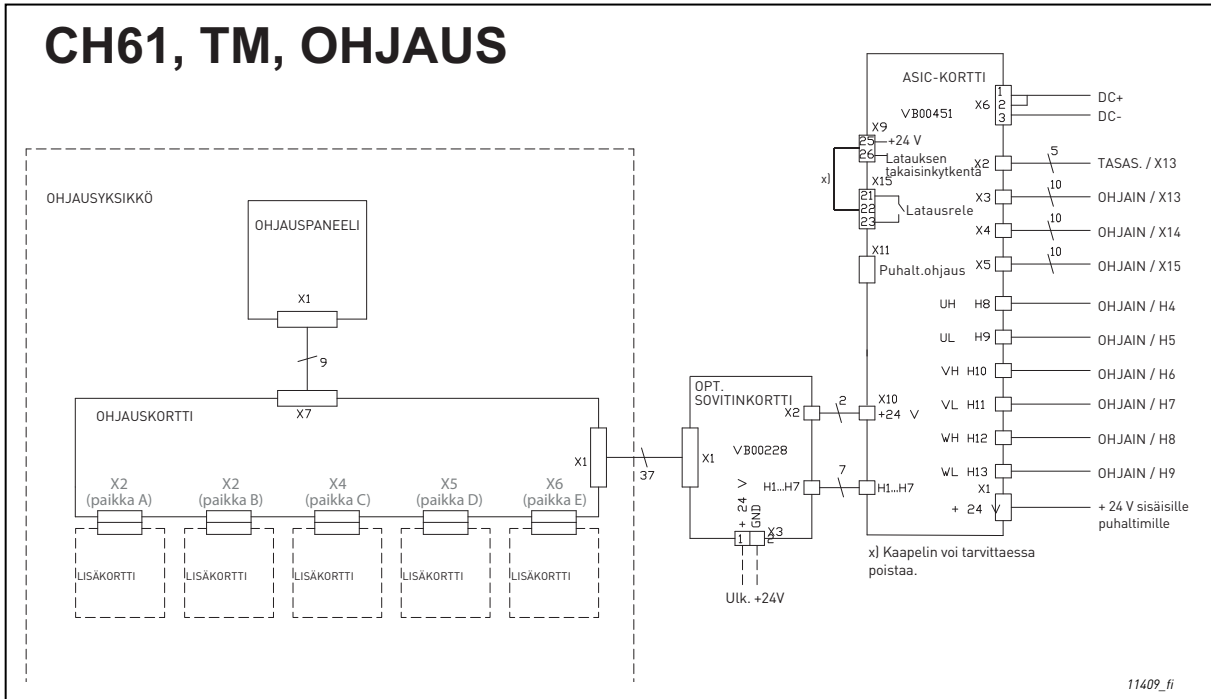 CH61, TM, OHJAUS
OHJAUSYKSIKKÖ
OHJAUSPANEELI
X1
9
X7
OHJAUSKORTTI
X1
37
X2
(paikka A)
X2
(paikka B)
X4
(paikka C)
X5
(paikka D)
X6
(paikka E)
LISÄKORTTI
LISÄKORTTI
LISÄKORTTI
LISÄKORTTI
LISÄKORTTI
OPT.
SOVITINKORTTI
X2
2
X1
VB00228
H1...H7
7
+ 24 V
GND
X3
1
2
Ulk. +24V
ASIC-KORTTI
VB00451
X6
1
2
3
DC+
DC-
X9
25
+24 V
26
Latauksen
takaisinkytkentä
x)
X15
21
22
23
Latausrele
X11
Puhalt.ohjaus
X10
+24 V
H1...H7
X2
5
TASAS. / X13
X3
10
OHJAIN / X13
X4
10
OHJAIN / X14
X5
10
OHJAIN / X15
UH H8
OHJAIN / H4
UL H9
OHJAIN / H5
VH H10
OHJAIN / H6
VL H11
OHJAIN / H7
WH H12
OHJAIN / H8
WL H13
OHJAIN / H9
X1
+ 24 V
+ 24 V sisäisille
puhaltimille
x) Kaapelin voi tarvittaessa
poistaa.
11409_fi